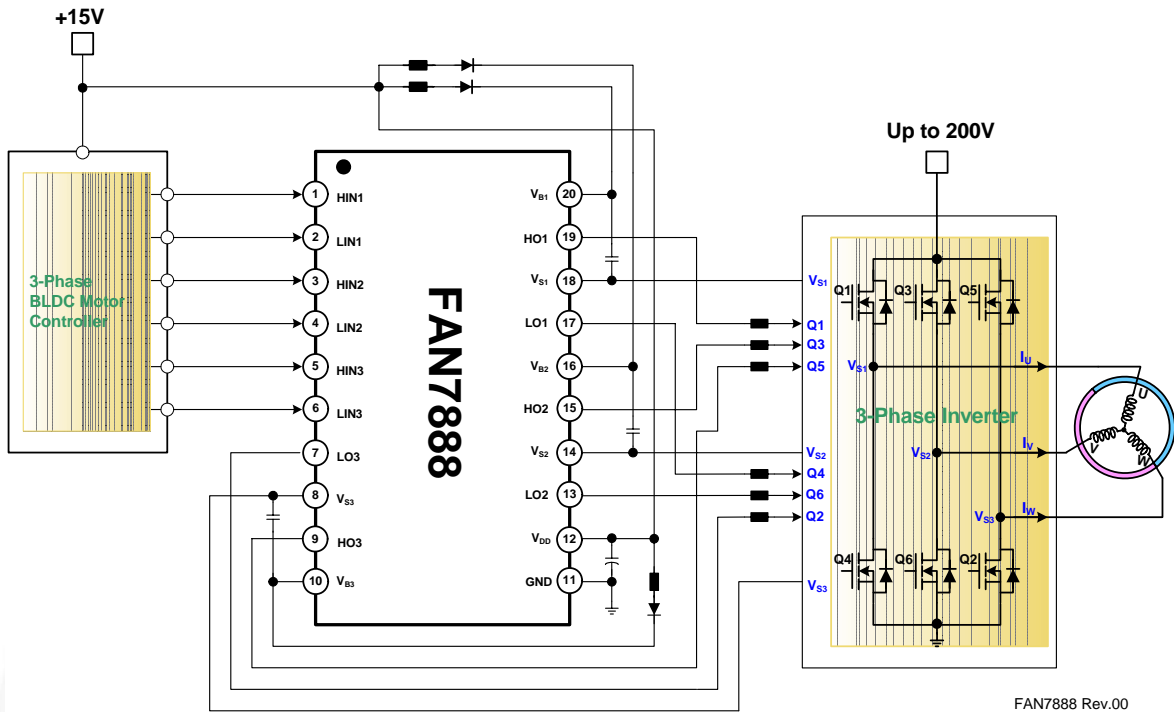 +15V
Up to 200V
3-Phase
BLDC Motor
Controller
1 HIN1
2 LIN1
3 HIN2
4 LIN2
5 HIN3
6 LIN3
7 LO3
8 VS3
9 HO3
10 VB3
FAN7888
VB1 20
HO1 19
VS1 18
LO1 17
VB2 16
HO2 15
VS2 14
LO2 13
VDD 12
GND 11
VS1
Q1
Q3
Q5
VS2
Q4
Q6
Q2
VS3
Q1
Q3
Q5
VS1
IU
3-Phase Inverter
VS2
IV
VS3
IW
Q4
Q6
Q2
U
V
W
FAN7888 Rev.00